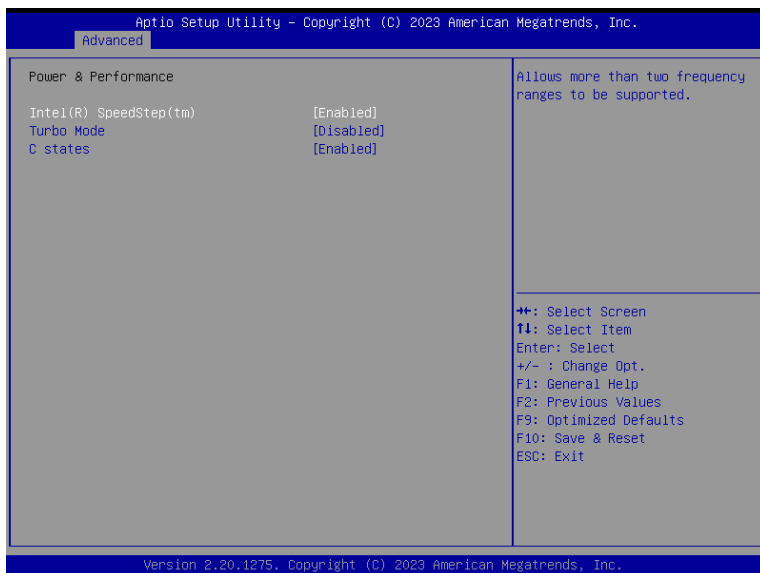 Aptio Setup Utility – Copyright (C) 2023 American Megatrends, Inc.
Advanced
Power & Performance
Intel(R) SpeedStep(tm) [Enabled]
Turbo Mode [Disabled]
C states [Enabled]
Allows more than two frequency
ranges to be supported.
→←: Select Screen
↑↓: Select Item
Enter: Select
+/- : Change Opt.
F1: General Help
F2: Previous Values
F9: Optimized Defaults
F10: Save & Reset
ESC: Exit
Version 2.20.1275. Copyright (C) 2023 American Megatrends, Inc.